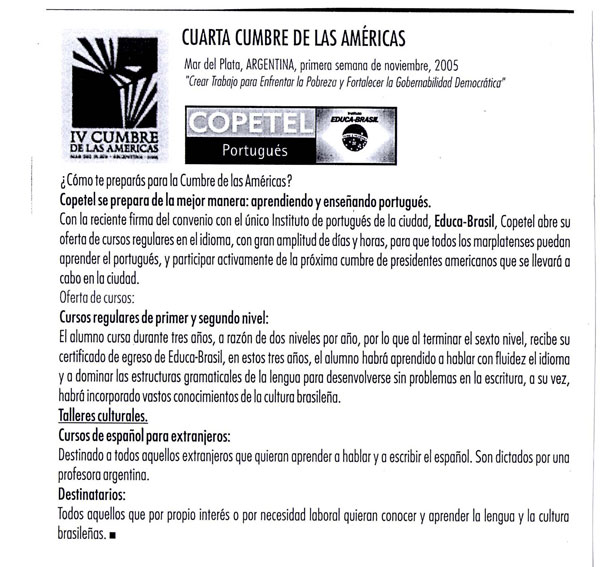 CUARTA CUMBRE DE LAS AMÉRICAS
Mar del Plata, ARGENTINA, primera semana de noviembre, 2005
"Crear Trabajo para Enfrentar la Pobreza y Fortalecer la Gobernabilidad Democrática"
IV CUMBRE
DE LAS AMERICAS
MAR DEL PLATA - ARGENTINA - 2005
COPETEL
Portugués
Instituto
EDUCA-BRASIL
¿Cómo te preparás para la Cumbre de las Américas?
Copetel se prepara de la mejor manera: aprendiendo y enseñando portugués.
Con la reciente firma del convenio con el único Instituto de portugués de la ciudad, Educa-Brasil, Copetel abre su
oferta de cursos regulares en el idioma, con gran amplitud de días y horas, para que todos los marplatenses puedan
aprender el portugués, y participar activamente de la próxima cumbre de presidentes americanos que se llevará a
cabo en la ciudad.
Oferta de cursos:
Cursos regulares de primer y segundo nivel:
El alumno cursa durante tres años, a razón de dos niveles por año, por lo que al terminar el sexto nivel, recibe su
certificado de egreso de Educa-Brasil, en estos tres años, el alumno habrá aprendido a hablar con fluidez el idioma
y a dominar las estructuras gramaticales de la lengua para desenvolverse sin problemas en la escritura, a su vez,
habrá incorporado vastos conocimientos de la cultura brasileña.
Talleres culturales.
Cursos de español para extranjeros:
Destinado a todos aquellos extranjeros que quieran aprender a hablar y a escribir el español. Son dictados por una
profesora argentina.
Destinatarios:
Todos aquellos que por propio interés o por necesidad laboral quieran conocer y aprender la lengua y la cultura
brasileñas. ■